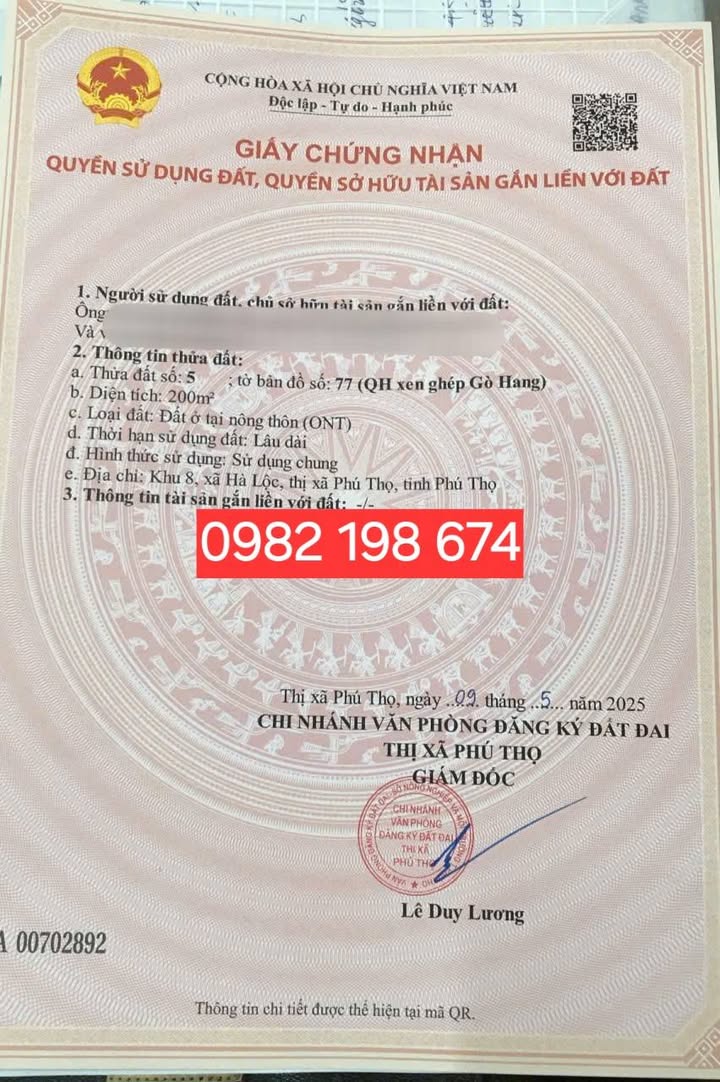 CỘNG HÒA XÃ HỘI CHỦ NGHĨA VIỆT NAM
Độc lập - Tự do - Hạnh phúc
GIẤY CHỨNG NHẬN
QUYỀN SỬ DỤNG ĐẤT, QUYỀN SỞ HỮU TÀI SẢN GẮN LIỀN VỚI ĐẤT
1. Người sử dụng đất, chủ sở hữu tài sản gắn liền với đất:
Ông
Và
2. Thông tin thửa đất:
a. Thửa đất số: 5 ; tờ bản đồ số: 77 (QH xen ghép Gò Hang)
b. Diện tích: 200m²
c. Loại đất: Đất ở tại nông thôn (ONT)
d. Thời hạn sử dụng đất: Lâu dài
đ. Hình thức sử dụng: Sử dụng chung
e. Địa chỉ: Khu 8, xã Hà Lộc, thị xã Phú Thọ, tỉnh Phú Thọ
3. Thông tin tài sản gắn liền với đất: -/-
0982 198 674
Thị xã Phú Thọ, ngày ..09. tháng ..5... năm 2025
CHI NHÁNH VĂN PHÒNG ĐĂNG KÝ ĐẤT ĐAI
THỊ XÃ PHÚ THỌ
GIÁM ĐỐC
CHI NHÁNH
VĂN PHÒNG
ĐĂNG KÝ ĐẤT ĐAI
THỊ XÃ
PHÚ THỌ
Lê Duy Lương
A 00702892
Thông tin chi tiết được thể hiện tại mã QR.